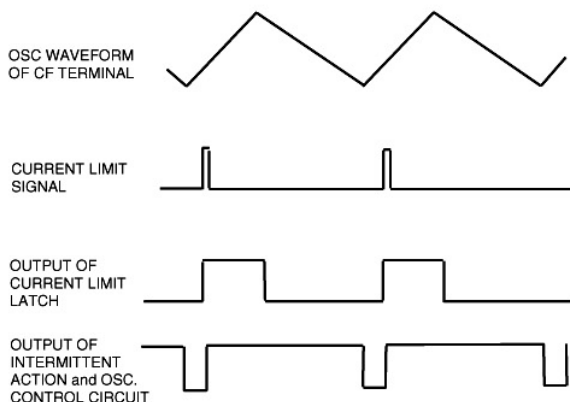 OSC WAVEFORM
OF CF TERMINAL
CURRENT LIMIT
SIGNAL
OUTPUT OF
CURRENT LIMIT
LATCH
OUTPUT OF
INTERMITTENT
ACTION and OSC.
CONTROL CIRCUIT